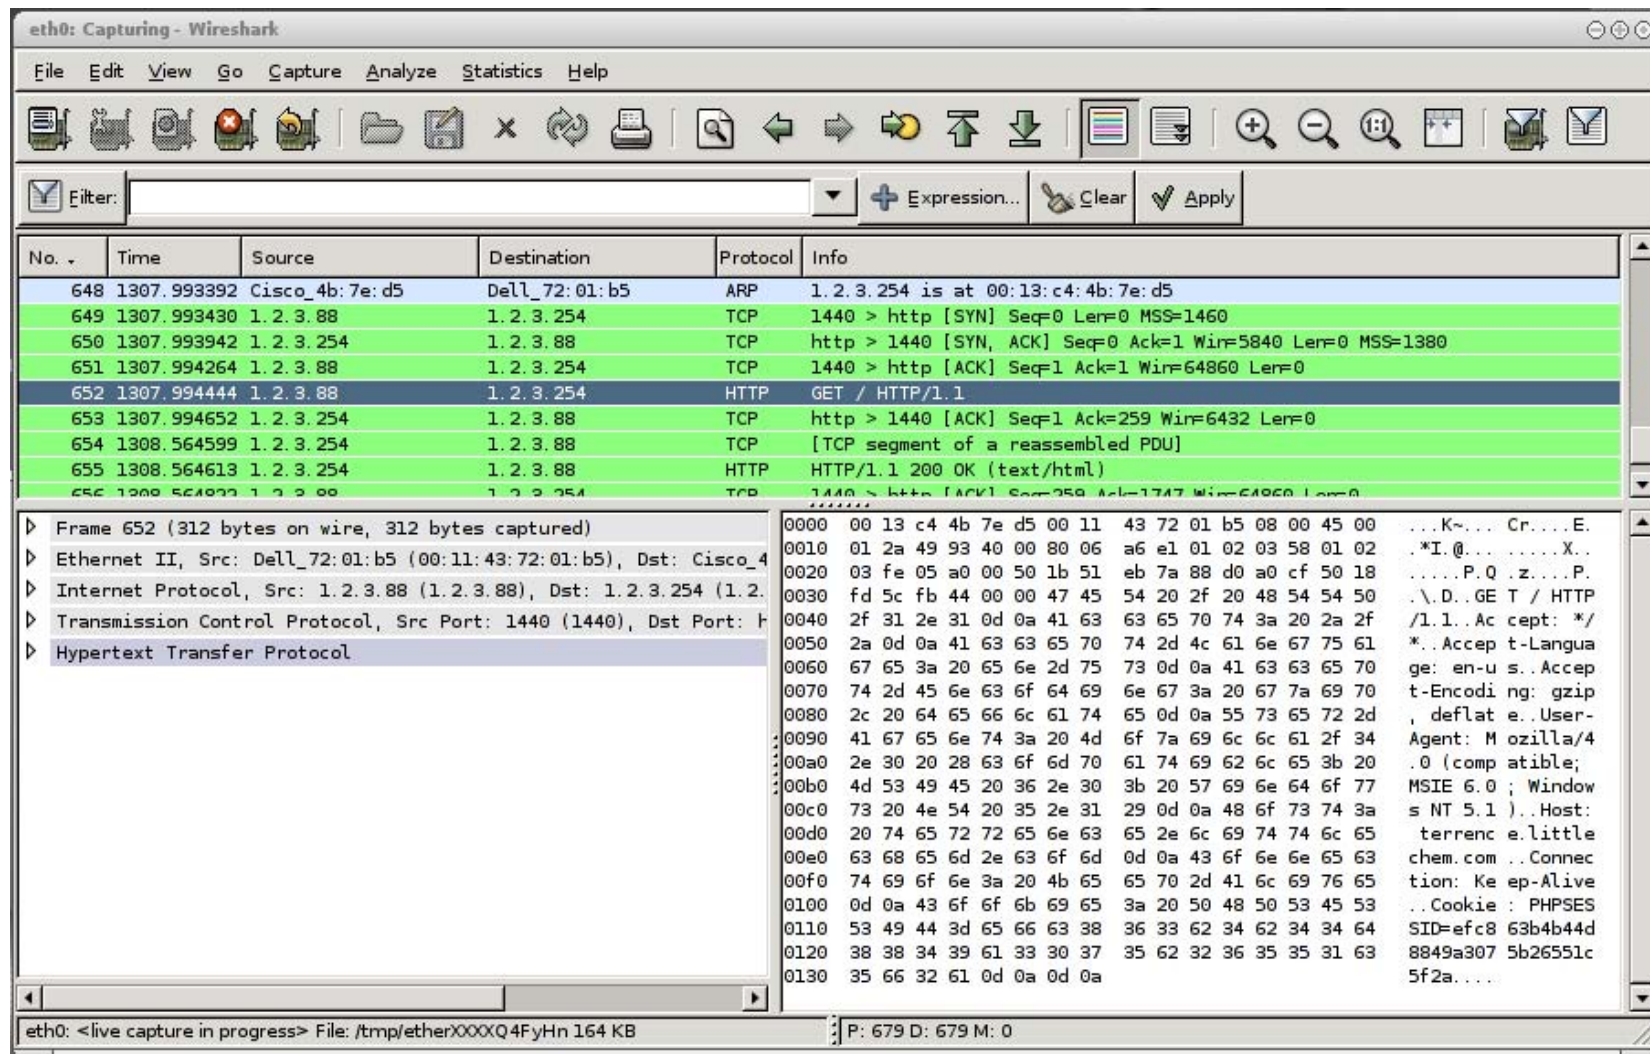 eth0: Capturing - Wireshark
File Edit View Go Capture Analyze Statistics Help
Filter: Expression... Clear Apply
No. Time Source Destination Protocol Info
648 1307.993392 Cisco_4b:7e:d5 Dell_72:01:b5 ARP 1.2.3.254 is at 00:13:c4:4b:7e:d5
649 1307.993430 1.2.3.88 1.2.3.254 TCP 1440 > http [SYN] Seq=0 Len=0 MSS=1460
650 1307.993942 1.2.3.254 1.2.3.88 TCP http > 1440 [SYN, ACK] Seq=0 Ack=1 Win=5840 Len=0 MSS=1380
651 1307.994264 1.2.3.88 1.2.3.254 TCP 1440 > http [ACK] Seq=1 Ack=1 Win=64860 Len=0
652 1307.994444 1.2.3.88 1.2.3.254 HTTP GET / HTTP/1.1
653 1307.994652 1.2.3.254 1.2.3.88 TCP http > 1440 [ACK] Seq=1 Ack=259 Win=6432 Len=0
654 1308.564599 1.2.3.254 1.2.3.88 TCP [TCP segment of a reassembled PDU]
655 1308.564613 1.2.3.254 1.2.3.88 HTTP HTTP/1.1 200 OK (text/html)
656 1308.564822 1.2.3.88 1.2.3.254 TCP 1440 > http [ACK] Seq=259 Ack=1747 Win=64860 Len=0
Frame 652 (312 bytes on wire, 312 bytes captured)
Ethernet II, Src: Dell_72:01:b5 (00:11:43:72:01:b5), Dst: Cisco_4
Internet Protocol, Src: 1.2.3.88 (1.2.3.88), Dst: 1.2.3.254 (1.2.
Transmission Control Protocol, Src Port: 1440 (1440), Dst Port: h
Hypertext Transfer Protocol
0000 00 13 c4 4b 7e d5 00 11 43 72 01 b5 08 00 45 00 ...K~... Cr....E.
0010 01 2a 49 93 40 00 80 06 a6 e1 01 02 03 58 01 02 .*I.@... .....X..
0020 03 fe 05 a0 00 50 1b 51 eb 7a 88 d0 a0 cf 50 18 .....P.Q .z....P.
0030 fd 5c fb 44 00 00 47 45 54 20 2f 20 48 54 54 50 .\.D..GE T / HTTP
0040 2f 31 2e 31 0d 0a 41 63 63 65 70 74 3a 20 2a 2f /1.1..Ac cept: */
0050 2a 0d 0a 41 63 63 65 70 74 2d 4c 61 6e 67 75 61 *..Accep t-Langua
0060 67 65 3a 20 65 6e 2d 75 73 0d 0a 41 63 63 65 70 ge: en-u s..Accep
0070 74 2d 45 6e 63 6f 64 69 6e 67 3a 20 67 7a 69 70 t-Encodi ng: gzip
0080 2c 20 64 65 66 6c 61 74 65 0d 0a 55 73 65 72 2d , deflat e..User-
0090 41 67 65 6e 74 3a 20 4d 6f 7a 69 6c 6c 61 2f 34 Agent: M ozilla/4
00a0 2e 30 20 28 63 6f 6d 70 61 74 69 62 6c 65 3b 20 .0 (comp atible;
00b0 4d 53 49 45 20 36 2e 30 3b 20 57 69 6e 64 6f 77 MSIE 6.0 ; Window
00c0 73 20 4e 54 20 35 2e 31 29 0d 0a 48 6f 73 74 3a s NT 5.1 )..Host:
00d0 20 74 65 72 72 65 6e 63 65 2e 6c 69 74 74 6c 65 terrenc e.little
00e0 63 68 65 6d 2e 63 6f 6d 0d 0a 43 6f 6e 6e 65 63 chem.com ..Connec
00f0 74 69 6f 6e 3a 20 4b 65 65 70 2d 41 6c 69 76 65 tion: Ke ep-Alive
0100 0d 0a 43 6f 6f 6b 69 65 3a 20 50 48 50 53 45 53 ..Cookie : PHPSES
0110 53 49 44 3d 65 66 63 38 36 33 62 34 62 34 34 64 SID=efc8 63b4b44d
0120 38 38 34 39 61 33 30 37 35 62 32 36 35 35 31 63 8849a307 5b26551c
0130 35 66 32 61 0d 0a 0d 0a 5f2a....
eth0: <live capture in progress> File: /tmp/etherXXXXQ4FyHn 164 KB P: 679 D: 679 M: 0